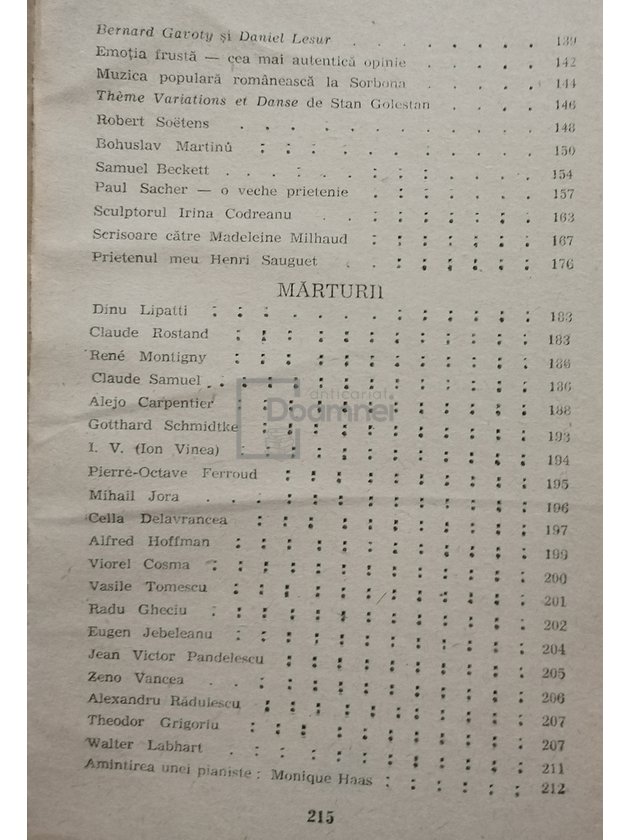 Bernard Gavoty și Daniel Lesur . . . . . . 139
Emoția frustă — cea mai autentică opinie . . . . . 142
Muzica populară românească la Sorbona . . . . . 144
Thème Variations et Danse de Stan Golestan . . . . 146
Robert Soëtens . . . . . . . . . . . . 148
Bohuslav Martinů : : : . . . . . . . . 150
Samuel Beckett . . . . . . : : : . . . . 154
Paul Sacher — o veche prietenie . : : : : : : 157
Sculptorul Irina Codreanu . . : : : : : : 163
Scrisoare către Madeleine Milhaud : : : : : : : 167
Prietenul meu Henri Sauguet . . : : : : : : 176
MĂRTURII
Dinu Lipatti : : : . . . . : : : : : : 183
Claude Rostand : : : : : : : : : : : : 183
René Montigny : : : : : : : : : : : : 186
Claude Samuel . . : : : : : : : : : : : : 186
anticariat
Alejo Carpentier : : : : : : : : : : : 188
Doamnei
Gotthard Schmidtke : : : : : : : : : : : 193
I. V. (Ion Vinea) : : : : : : : : : : : : 194
Pierre-Octave Ferroud : : : : : : : : : : 195
Mihail Jora . . . : : : : : : : : : : 196
Cella Delavrancea : : : : : : : : : : : 197
Alfred Hoffman : : : : : : : : : : : : 199
Viorel Cosma : : : : : : : : : : : : : 200
Vasile Tomescu : : : : : : : : : : : : 201
Radu Gheciu : : : : : : : : : : : : : 202
Eugen Jebeleanu : : : : : : : : : : : : 204
Jean Victor Pandelescu : : : : : : : : : : 205
Zeno Vancea . . : : : : : : : : : : : 206
Alexandru Rădulescu : : : : : : : : : : : 207
Theodor Grigoriu : : : : : : : : : : : 207
Walter Labhart . : : : : : : : : : : : 211
Amintirea unei pianiste : Monique Haas : : : : : : 212
215